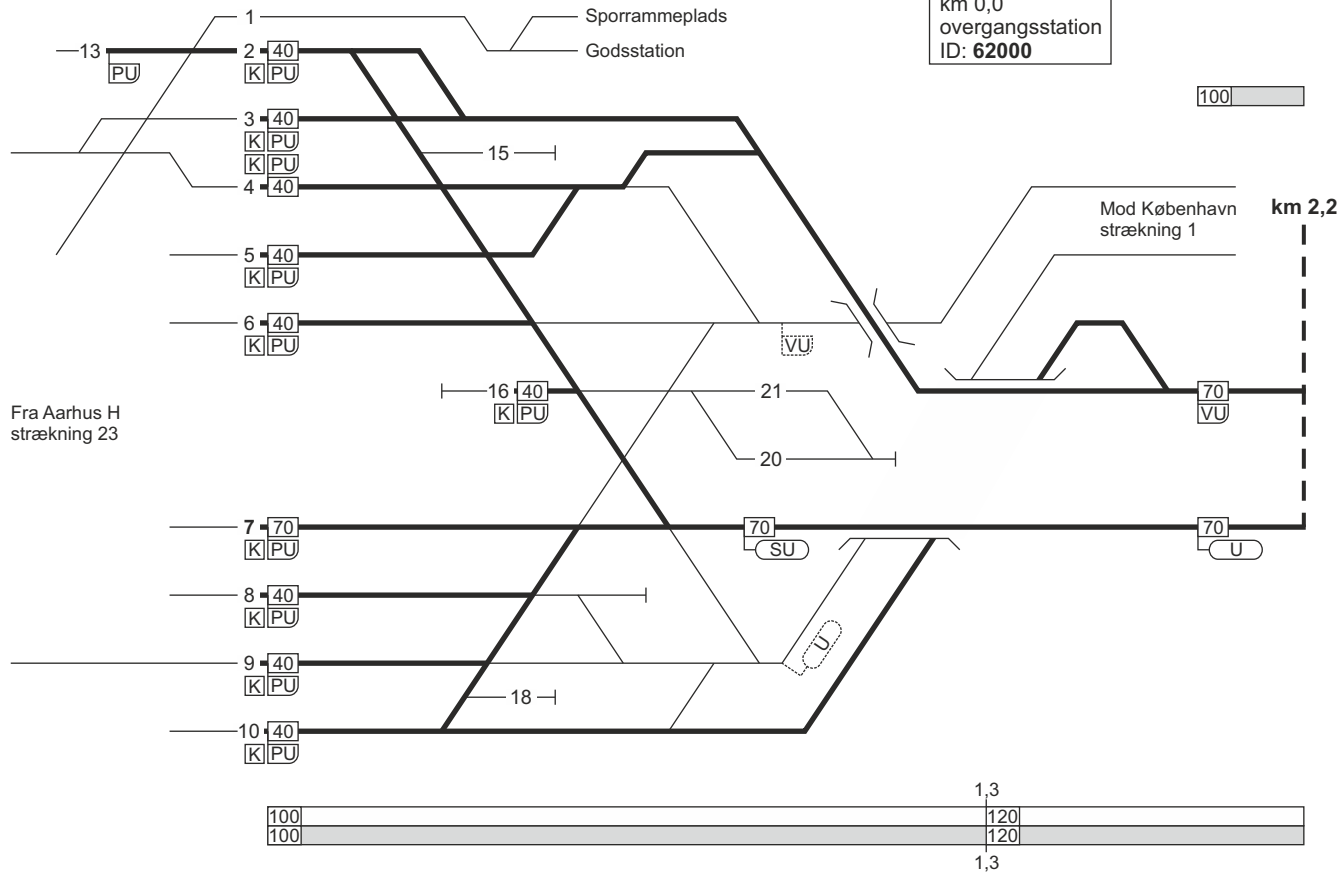 km 0,0
overgangsstation
ID: 62000
1
Sporrammeplads
13
2 40
Godsstation
PU
K PU
100
3 40
K PU
15
K PU
4 40
Mod København
strækning 1
km 2,2
5 40
K PU
6 40
K PU
VU
16 40
21
70
K PU
VU
Fra Aarhus H
strækning 23
20
7 70
70
70
K PU
SU
U
8 40
K PU
U
9 40
K PU
18
10 40
K PU
1,3
100
120
100
120
1,3